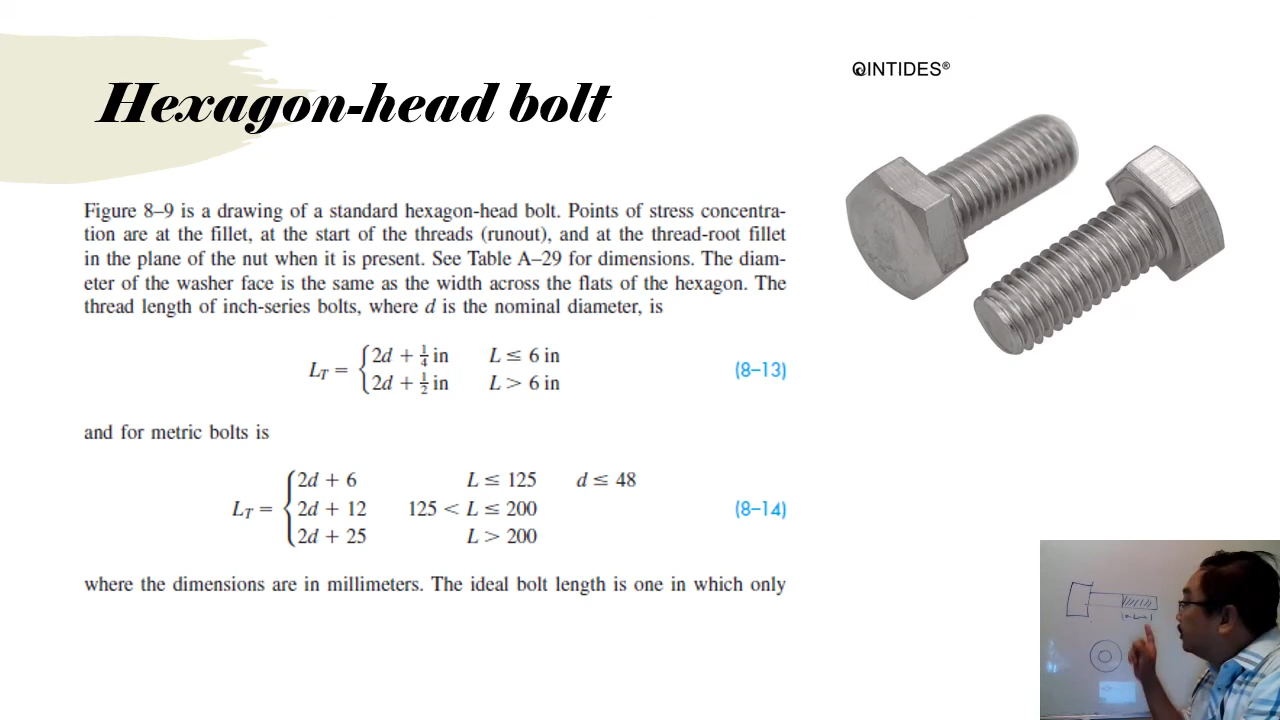 Hexagon-head bolt
QINTIDES®
Figure 8–9 is a drawing of a standard hexagon-head bolt. Points of stress concentra-
tion are at the fillet, at the start of the threads (runout), and at the thread-root fillet
in the plane of the nut when it is present. See Table A–29 for dimensions. The diam-
eter of the washer face is the same as the width across the flats of the hexagon. The
thread length of inch-series bolts, where d is the nominal diameter, is
L_T = { 2d + 1/4 in L ≤ 6 in
2d + 1/2 in L > 6 in (8–13)
and for metric bolts is
L_T = { 2d + 6 L ≤ 125 d ≤ 48
2d + 12 125 < L ≤ 200 (8–14)
2d + 25 L > 200
where the dimensions are in millimeters. The ideal bolt length is one in which only